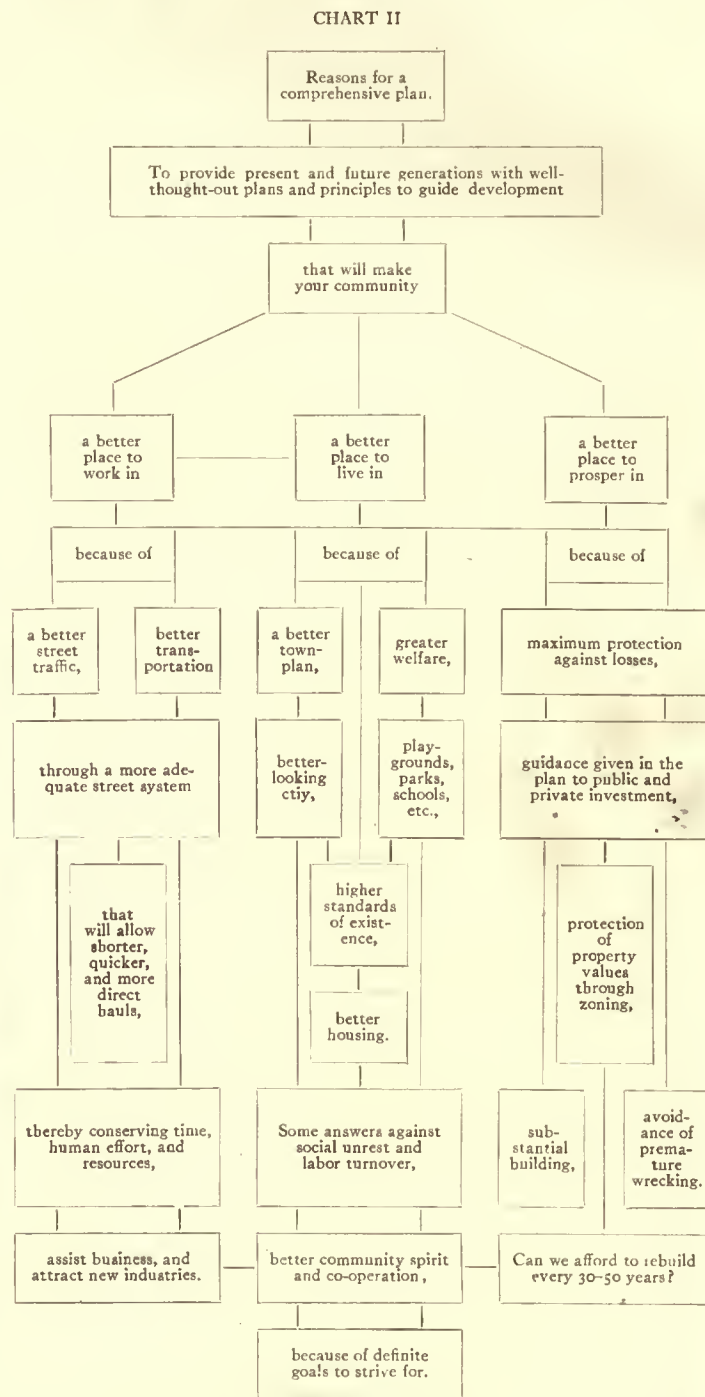 CHART II
Reasons for a
comprehensive plan.
To provide present and future generations with well-
thought-out plans and principles to guide development
that will make
your community
a better
place to
work in
a better
place to
live in
a better
place to
prosper in
because of
because of
because of
a better
street
traffic,
better
trans-
portation
a better
town-
plan,
greater
welfare,
maximum protection
against losses,
through a more ade-
quate street system
better-
looking
ctiy,
play-
grounds,
parks,
schools,
etc.,
guidance given in the
plan to public and
private investment,
that
will allow
shorter,
quicker,
and more
direct
hauls,
higher
standards
of exist-
ence,
better
housing.
protection
of
property
values
through
zoning,
thereby conserving time,
human effort, and
resources,
Some answers against
social unrest and
labor turnover,
sub-
stantial
building,
avoid-
ance of
prema-
ture
wrecking.
assist business, and
attract new industries.
better community spirit
and co-operation,
Can we afford to rebuild
every 30-50 years?
because of definite
goals to strive for.